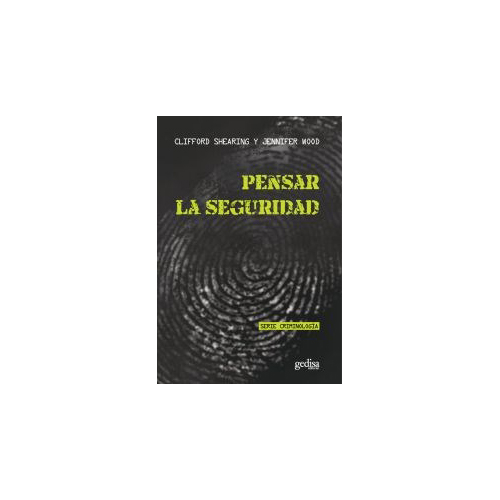 CLIFFORD SHEARING Y JENNIFER WOOD
PENSAR
LA SEGURIDAD
SERIE CRIMINOLOGÍA
gedisa